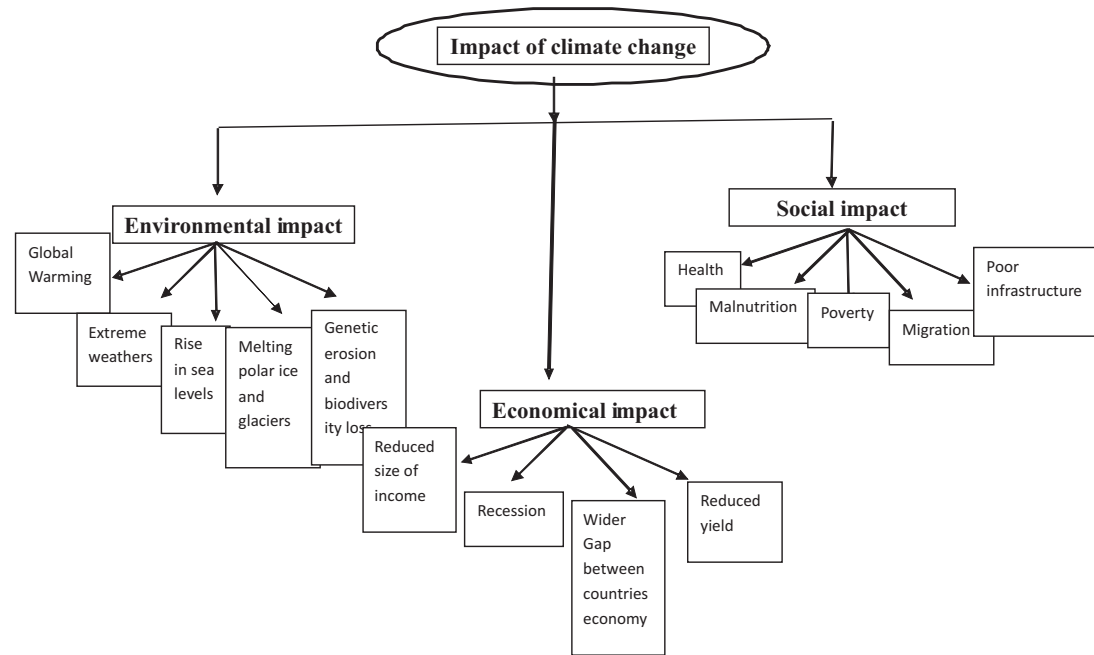 Impact of climate change
Environmental impact
Global
Warming
Extreme
weathers
Rise
in sea
levels
Melting
polar ice
and
glaciers
Genetic
erosion
and
biodivers
ity loss
Economical impact
Reduced
size of
income
Recession
Wider
Gap
between
countries
economy
Reduced
yield
Social impact
Health
Malnutrition
Poverty
Migration
Poor
infrastructure